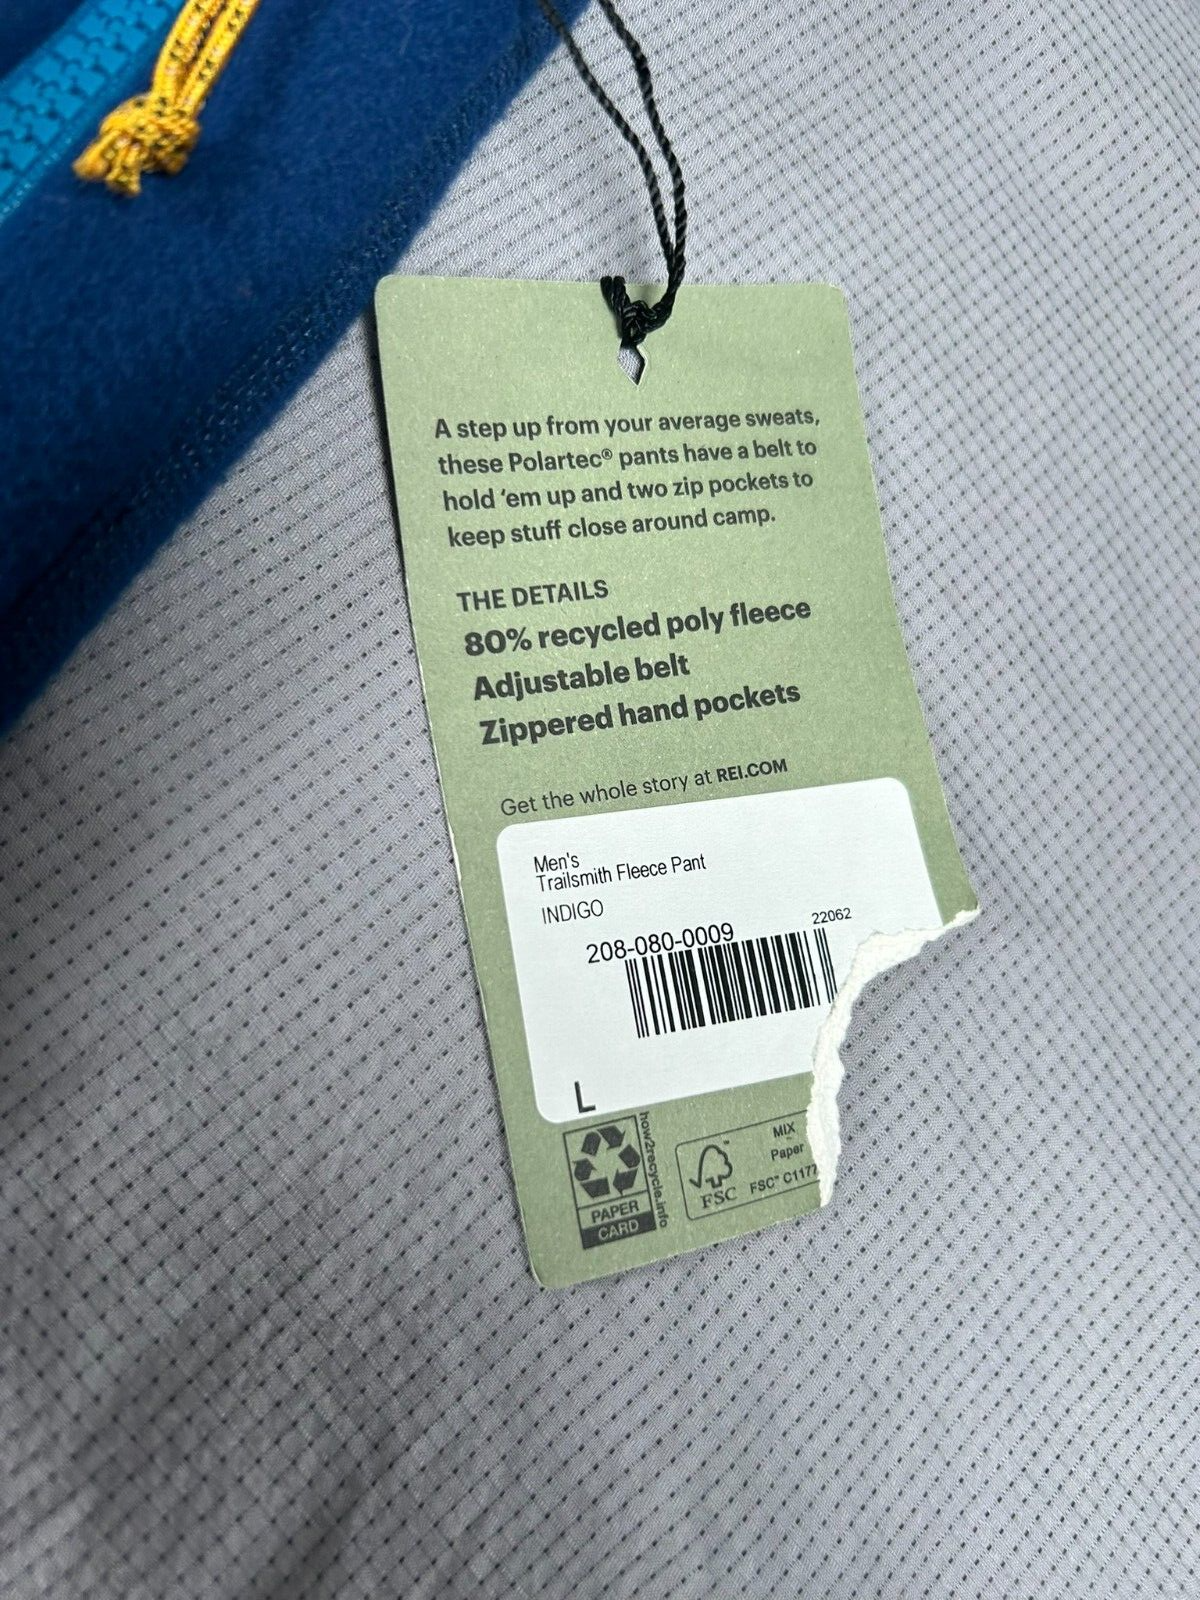 A step up from your average sweats,
these Polartec® pants have a belt to
hold ‘em up and two zip pockets to
keep stuff close around camp.
THE DETAILS
80% recycled poly fleece
Adjustable belt
Zippered hand pockets
Get the whole story at REI.COM
Men's
Trailsmith Fleece Pant
INDIGO
22062
208-080-0009
L
how2recycle.info
PAPER
CARD
FSC
MIX
Paper
FSC™ C1177